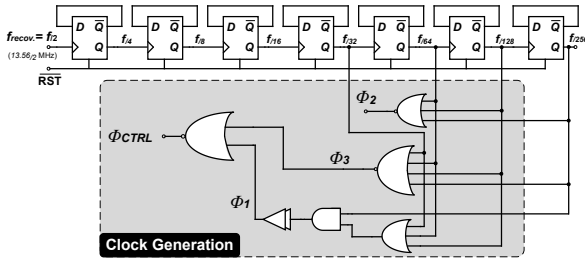 D Q̅ D Q̅ D Q̅ D Q̅ D Q̅ D Q̅ D Q̅
f_recov.= f/2 Q f/4 Q f/8 Q f/16 Q f/32 Q f/64 Q f/128 Q f/256
(13.56/2 MHz)
R̅S̅T̅
Φ2
Φ_CTRL
Φ3
Φ1
Clock Generation